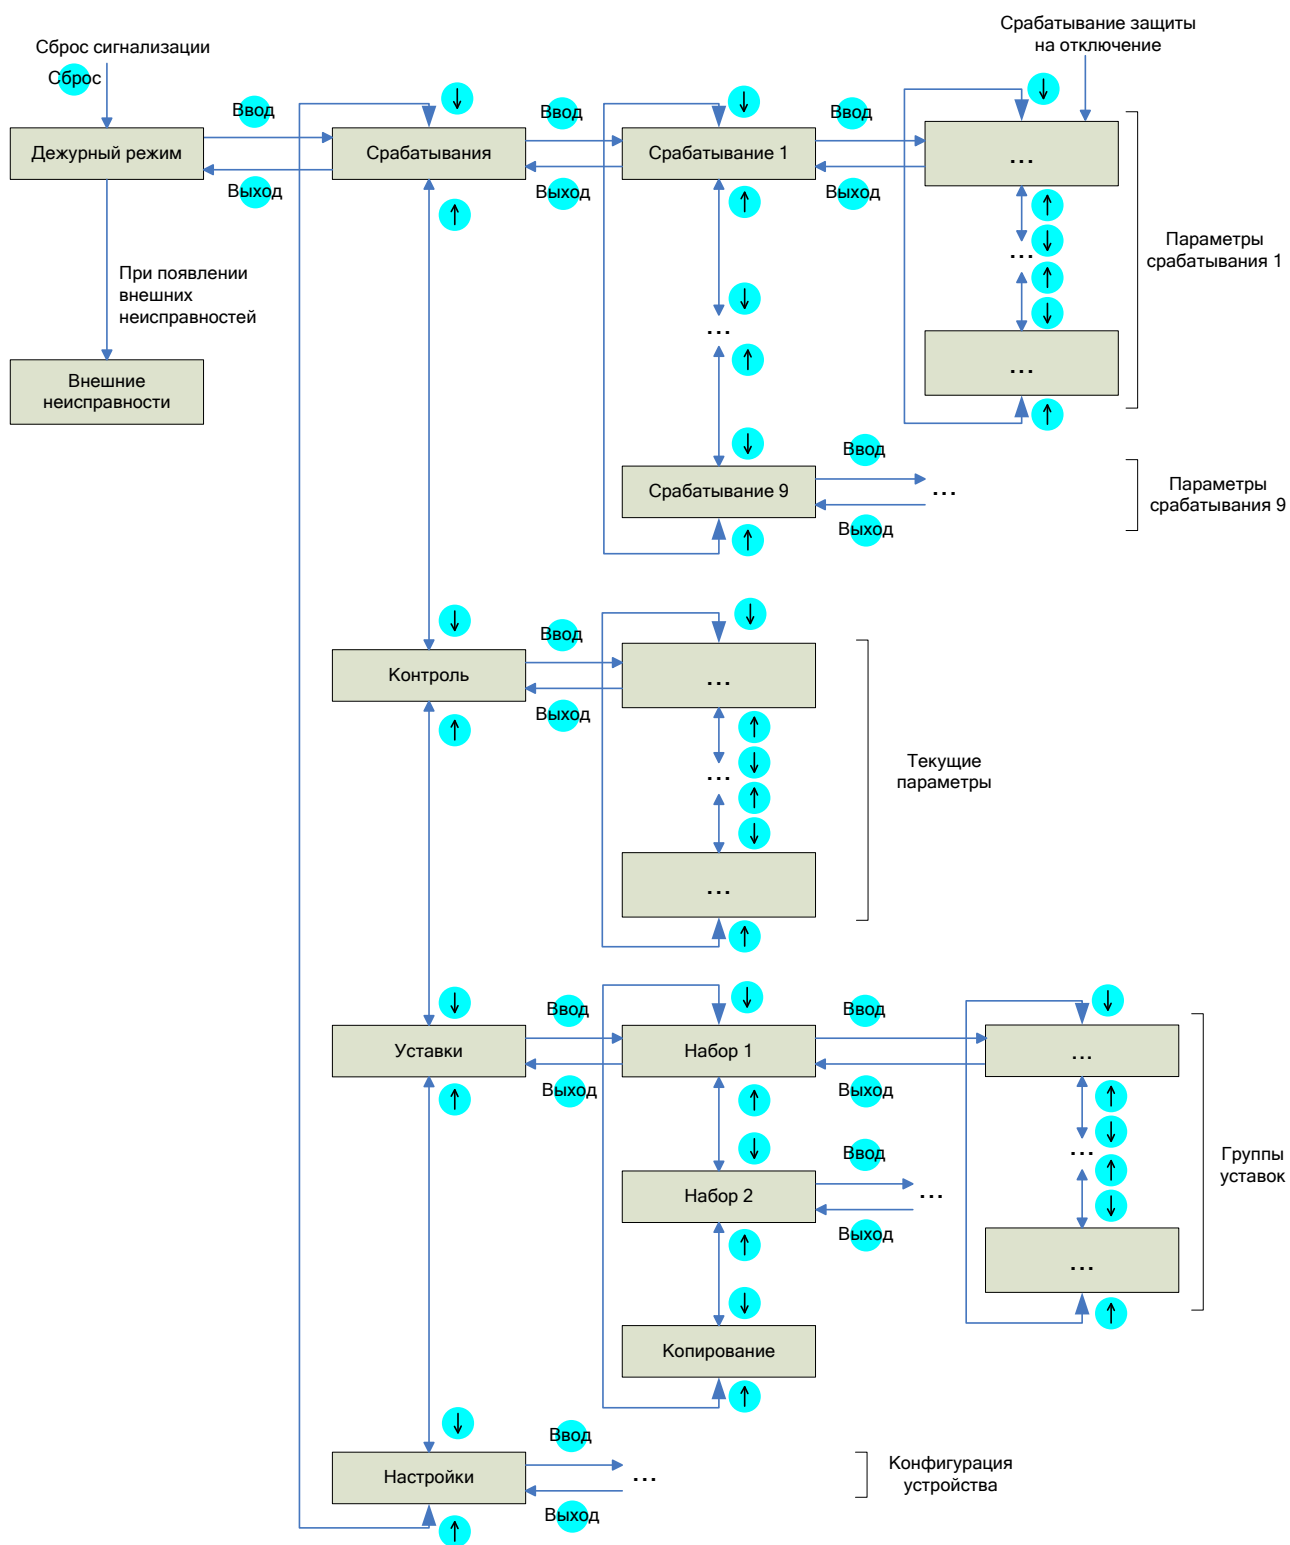 Сброс сигнализации
Сброс
Срабатывание защиты
на отключение
Ввод
Ввод
Ввод
Дежурный режим
Срабатывания
Срабатывание 1
...
Выход
Выход
Выход
Параметры
срабатывания 1
...
При появлении
внешних
неисправностей
...
...
Внешние
неисправности
Ввод
Срабатывание 9
...
Параметры
срабатывания 9
Выход
Ввод
Контроль
...
Выход
Текущие
параметры
...
...
Ввод
Ввод
Уставки
Набор 1
...
Выход
Выход
Ввод
...
Группы
уставок
Набор 2
...
Выход
...
Копирование
Ввод
Настройки
...
Конфигурация
устройства
Выход